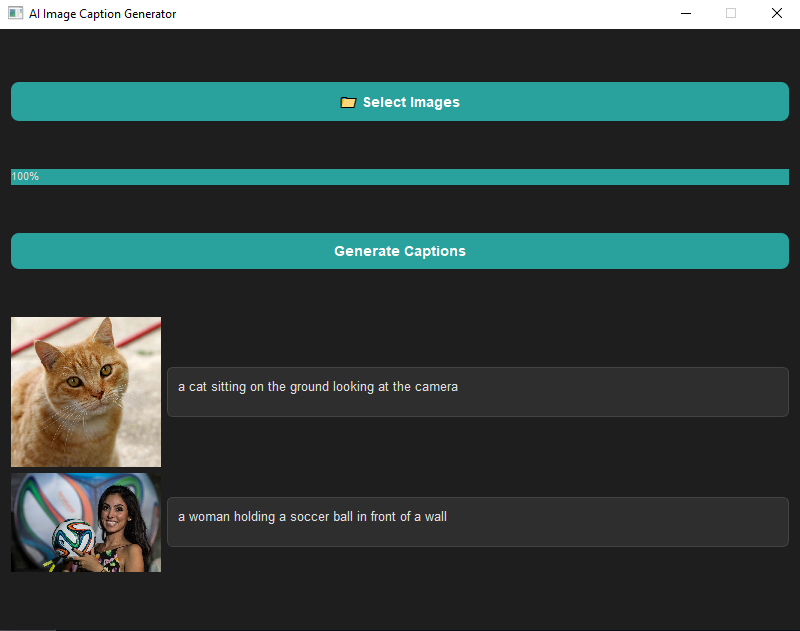 AI Image Caption Generator
Select Images
100%
Generate Captions
a cat sitting on the ground looking at the camera
a woman holding a soccer ball in front of a wall